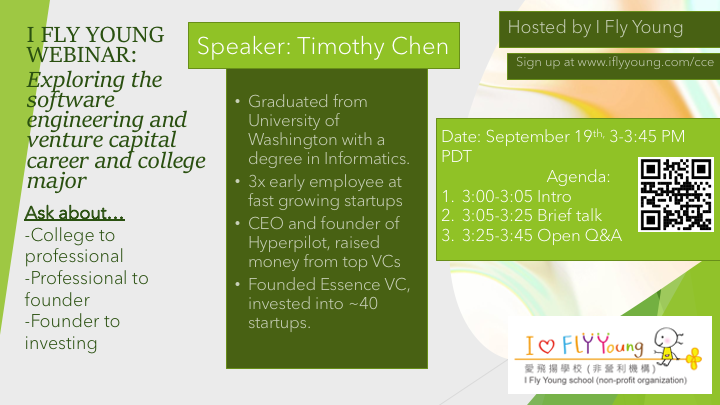 I FLY YOUNG
WEBINAR:
Exploring the
software
engineering and
venture capital
career and college
major
Ask about...
-College to
professional
-Professional to
founder
-Founder to
investing
Speaker: Timothy Chen
• Graduated from
University of
Washington with a
degree in Informatics.
• 3x early employee at
fast growing startups
• CEO and founder of
Hyperpilot, raised
money from top VCs
• Founded Essence VC,
invested into ~40
startups.
Hosted by I Fly Young
Sign up at www.iflyyoung.com/cce
Date: September 19th, 3-3:45 PM
PDT
Agenda:
1. 3:00-3:05 Intro
2. 3:05-3:25 Brief talk
3. 3:25-3:45 Open Q&A
I ♡ FLY Young
愛飛揚學校 (非營利機構)
I Fly Young school (non-profit organization)